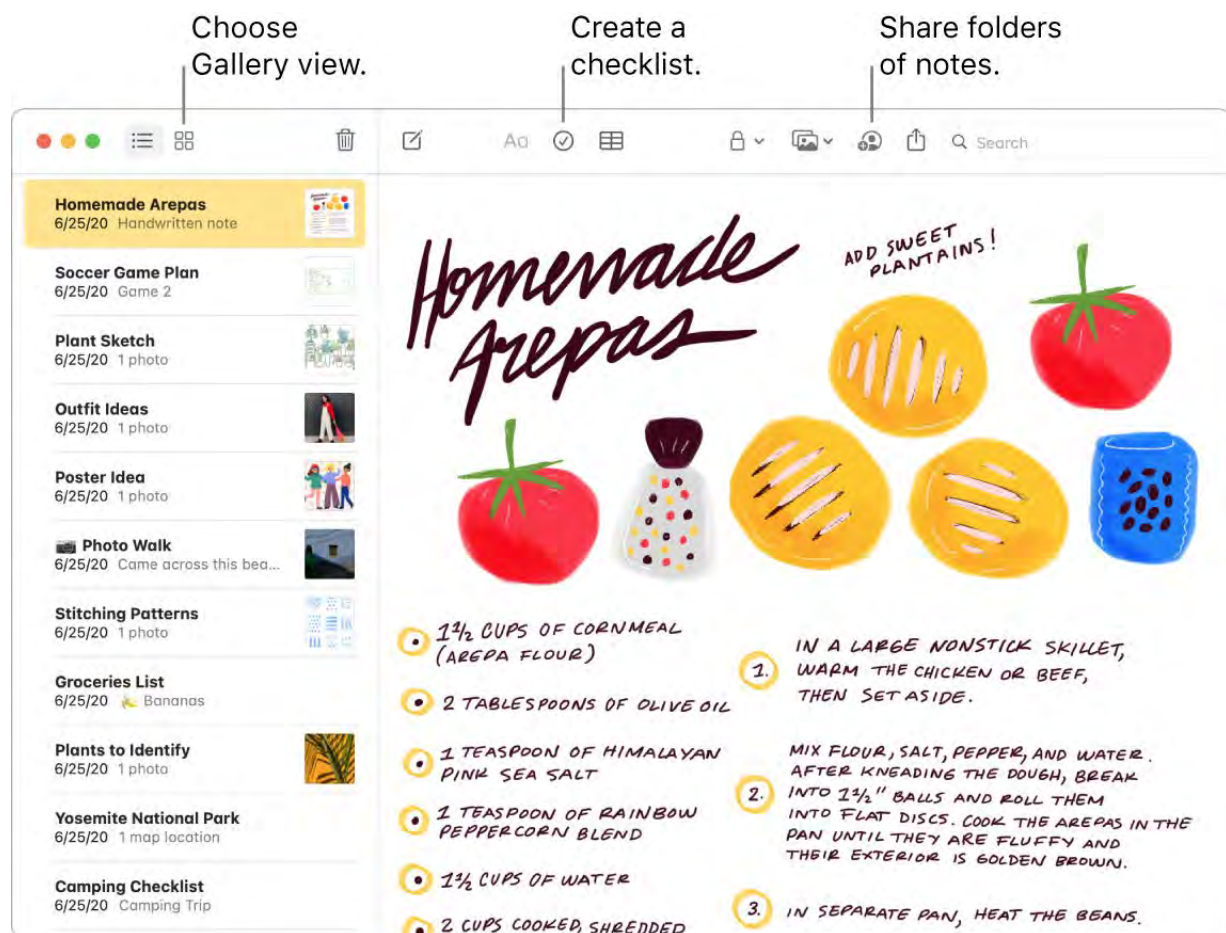 Choose
Gallery view.
Create a
checklist.
Share folders
of notes.
Aa
Search
Homemade Arepas
6/25/20 Handwritten note
Soccer Game Plan
6/25/20 Game 2
Plant Sketch
6/25/20 1 photo
Outfit Ideas
6/25/20 1 photo
Poster Idea
6/25/20 1 photo
📷 Photo Walk
6/25/20 Came across this bea...
Stitching Patterns
6/25/20 1 photo
Groceries List
6/25/20 🍌 Bananas
Plants to Identify
6/25/20 1 photo
Yosemite National Park
6/25/20 1 map location
Camping Checklist
6/25/20 Camping Trip
Homemade
Arepas
ADD SWEET
PLANTAINS!
• 1 1/2 CUPS OF CORNMEAL
(AREPA FLOUR)
• 2 TABLESPOONS OF OLIVE OIL
• 1 TEASPOON OF HIMALAYAN
PINK SEA SALT
• 1 TEASPOON OF RAINBOW
PEPPERCORN BLEND
• 1 1/2 CUPS OF WATER
• 2 CUPS COOKED, SHREDDED
1. IN A LARGE NONSTICK SKILLET,
WARM THE CHICKEN OR BEEF,
THEN SET ASIDE.
2. MIX FLOUR, SALT, PEPPER, AND WATER.
AFTER KNEADING THE DOUGH, BREAK
INTO 1 1/2" BALLS AND ROLL THEM
INTO FLAT DISCS. COOK THE AREPAS IN THE
PAN UNTIL THEY ARE FLUFFY AND
THEIR EXTERIOR IS GOLDEN BROWN.
3. IN SEPARATE PAN, HEAT THE BEANS.